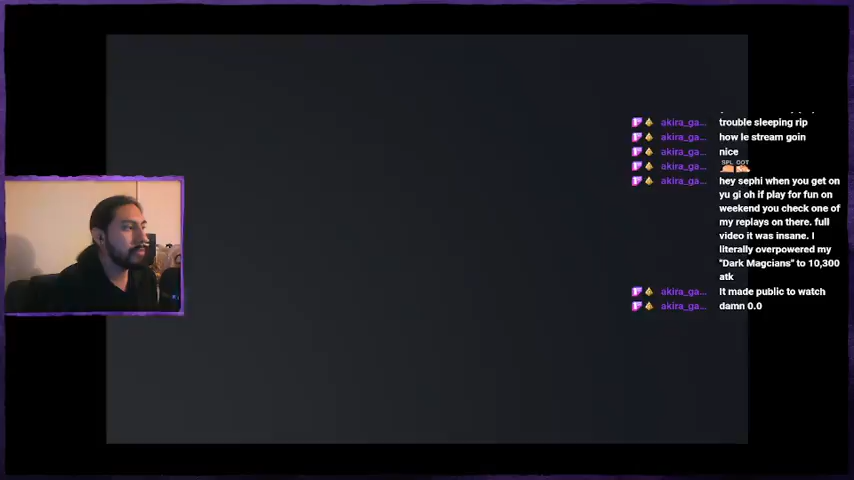 akira_ga... trouble sleeping rip
akira_ga... how le stream goin
akira_ga... nice
akira_ga...
akira_ga... hey sephi when you get on
yu gi oh if play for fun on
weekend you check one of
my replays on there. full
video it was insane. I
literally overpowered my
"Dark Magcians" to 10,300
atk
akira_ga... It made public to watch
akira_ga... damn 0.0